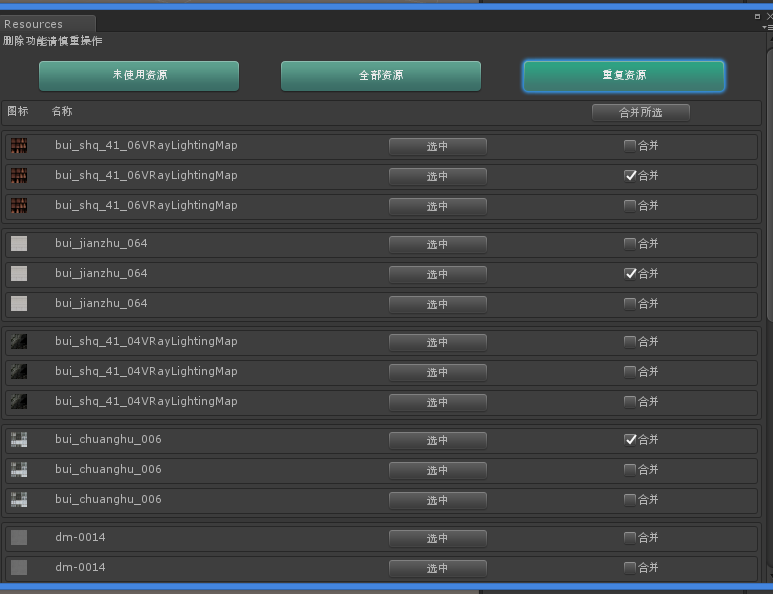 Resources
删除功能请慎重操作
未使用资源 全部资源 重复资源
图标 名称 合并所选
bui_shq_41_06VRayLightingMap 选中 合并
bui_shq_41_06VRayLightingMap 选中 合并
bui_shq_41_06VRayLightingMap 选中 合并
bui_jianzhu_064 选中 合并
bui_jianzhu_064 选中 合并
bui_jianzhu_064 选中 合并
bui_shq_41_04VRayLightingMap 选中 合并
bui_shq_41_04VRayLightingMap 选中 合并
bui_shq_41_04VRayLightingMap 选中 合并
bui_chuanghu_006 选中 合并
bui_chuanghu_006 选中 合并
bui_chuanghu_006 选中 合并
dm-0014 选中 合并
dm-0014 选中 合并